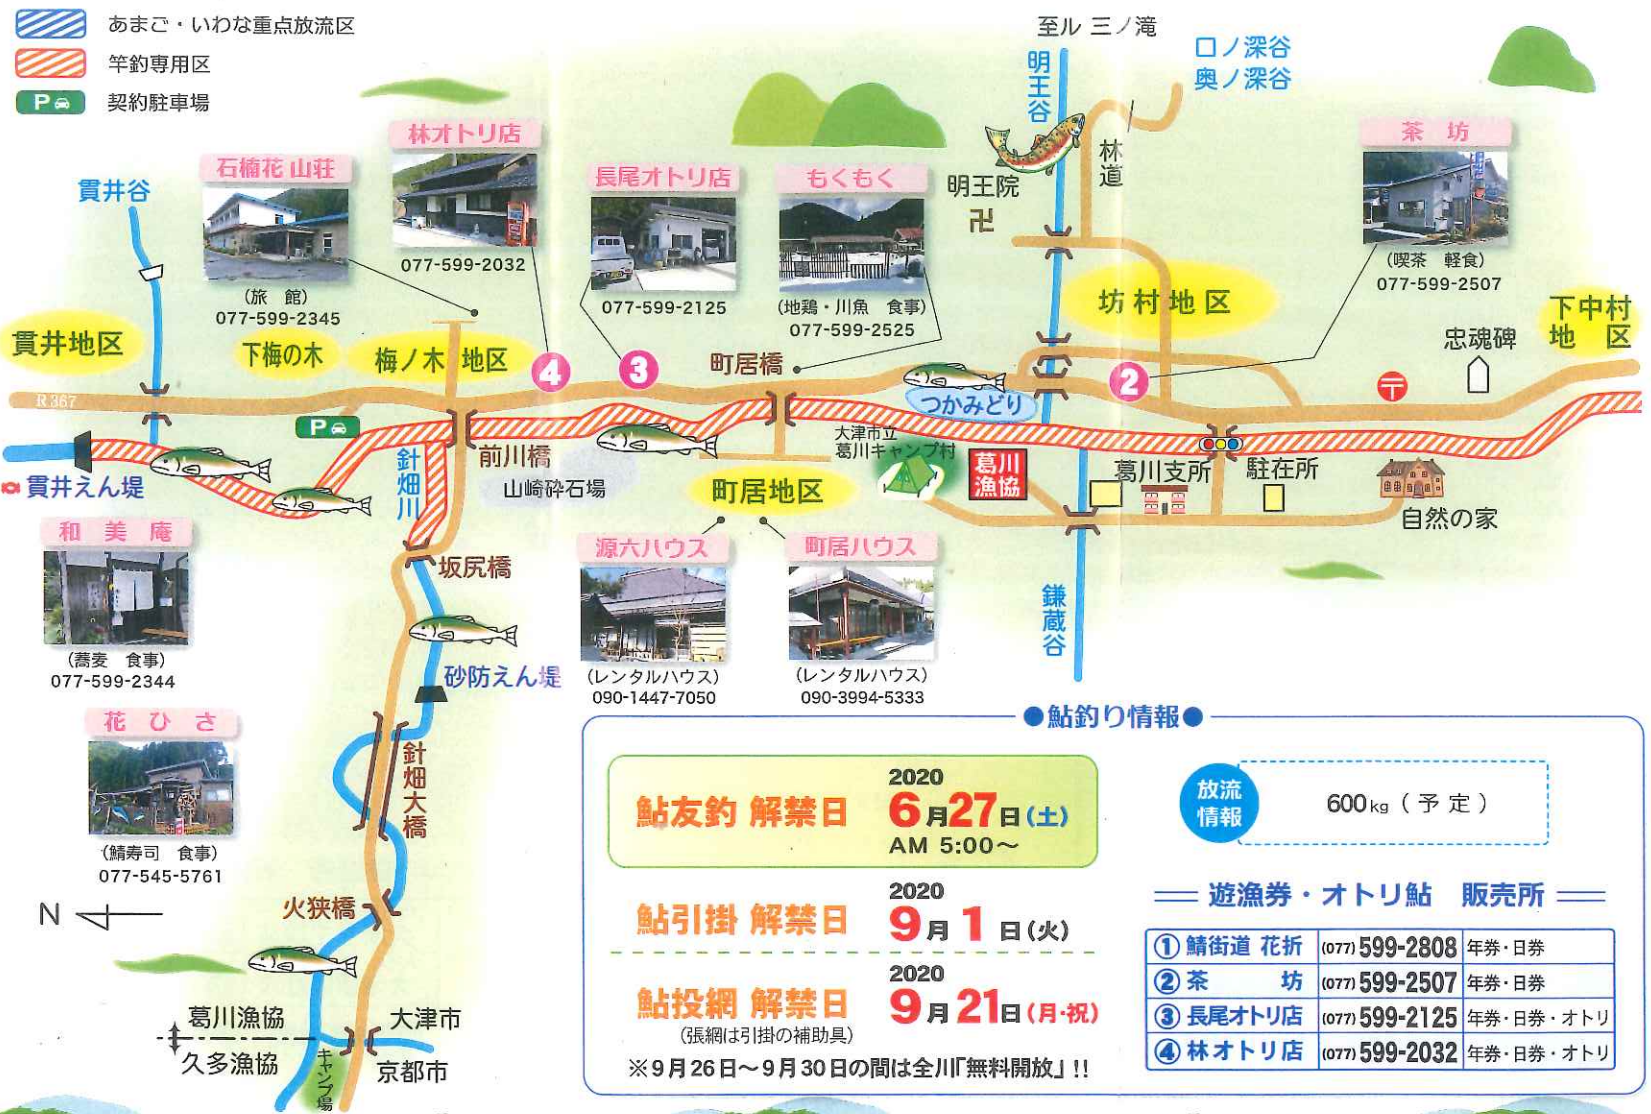 あまご・いわな重点放流区
竿釣専用区
P 契約駐車場
至ル 三ノ滝
口ノ深谷
奥ノ深谷
明王谷
林道
明王院
卍
貫井谷
石楠花 山荘
(旅 館)
077-599-2345
林オトリ店
077-599-2032
長尾オトリ店
077-599-2125
もくもく
(地鶏・川魚 食事)
077-599-2525
茶 坊
(喫茶 軽食)
077-599-2507
貫井地区
下梅の木
梅ノ木 地区
坊村地区
下中村
地 区
忠魂碑
町居橋
4
3
2
〒
R367
P
つかみどり
前川橋
山崎砕石場
町居地区
大津市立
葛川キャンプ村
葛川
漁協
葛川支所
駐在所
自然の家
貫井えん堤
針畑川
坂尻橋
鎌蔵谷
和 美 庵
(蕎麦 食事)
077-599-2344
源六ハウス
(レンタルハウス)
090-1447-7050
町居ハウス
(レンタルハウス)
090-3994-5333
砂防えん堤
花 ひ さ
(鯖寿司 食事)
077-545-5761
針畑大橋
火狭橋
N
葛川漁協
久多漁協
大津市
京都市
キャンプ場
●鮎釣り情報●
鮎友釣 解禁日
2020
6月27日(土)
AM 5:00〜
鮎引掛 解禁日
2020
9月 1 日(火)
鮎投網 解禁日
(張網は引掛の補助具)
2020
9月21日(月・祝)
※9月26日〜9月30日の間は全川「無料開放」!!
放流
情報
600kg (予定)
遊漁券・オトリ鮎 販売所
① 鯖街道 花折 (077)599-2808 年券・日券
② 茶 坊 (077)599-2507 年券・日券
③ 長尾オトリ店 (077)599-2125 年券・日券・オトリ
④ 林オトリ店 (077)599-2032 年券・日券・オトリ